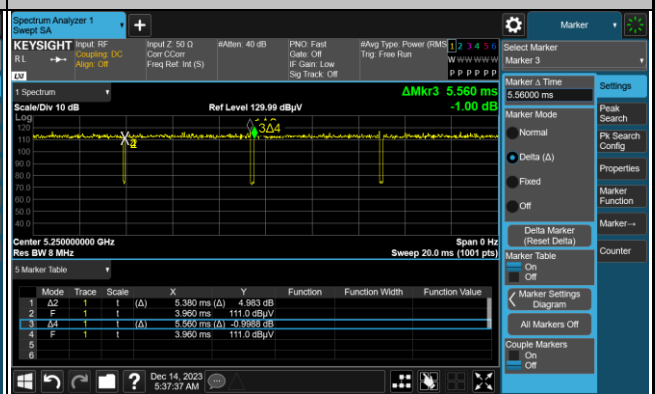 Spectrum Analyzer 1
Swept SA
+
Marker
KEYSIGHT
RL
Input: RF
Coupling: DC
Align: Off
Input Z: 50 Ω
Corr CCorr
Freq Ref: Int (S)
#Atten: 40 dB
PNO: Fast
Gate: Off
IF Gain: Low
Sig Track: Off
#Avg Type: Power (RMS
Trig: Free Run
1 2 3 4 5 6
W W W W W W
P P P P P P
Select Marker
Marker 3
1 Spectrum
ΔMkr3 5.560 ms
-1.00 dB
Scale/Div 10 dB
Ref Level 129.99 dBµV
Log
120
110
100
90.0
80.0
70.0
60.0
50.0
40.0
3Δ4
Center 5.250000000 GHz
Res BW 8 MHz
Span 0 Hz
Sweep 20.0 ms (1001 pts)
5 Marker Table
Mode Trace Scale X Y Function Function Width Function Value
1 Δ2 1 t (Δ) 5.380 ms (Δ) 4.983 dB
2 F 1 t 3.960 ms 111.0 dBµV
3 Δ4 1 t (Δ) 5.560 ms (Δ) -0.9988 dB
4 F 1 t 3.960 ms 111.0 dBµV
5
6
Marker Δ Time
5.56000 ms
Marker Mode
Normal
Delta (Δ)
Fixed
Off
Delta Marker
(Reset Delta)
Marker Table
On
Off
Marker Settings
Diagram
All Markers Off
Couple Markers
On
Off
Settings
Peak
Search
Pk Search
Config
Properties
Marker
Function
Marker→
Counter
?
Dec 14, 2023
5:37:37 AM